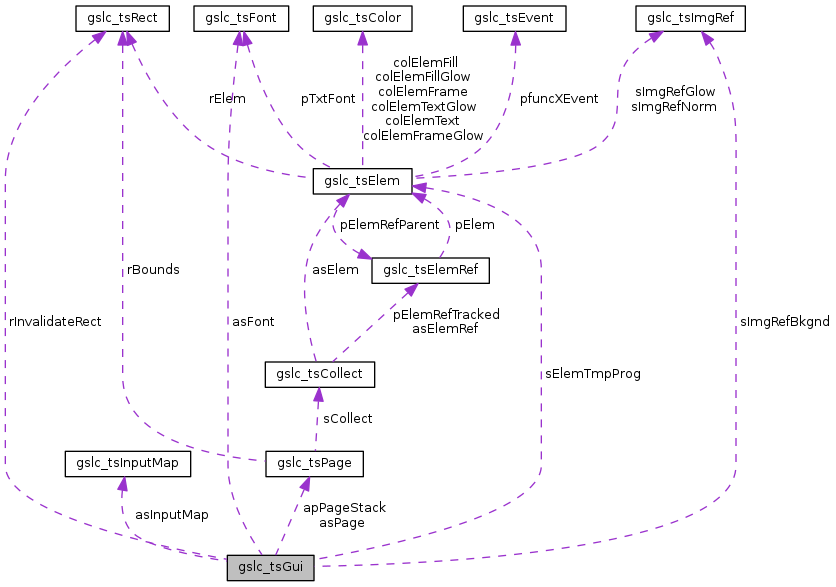 gslc_tsRect
gslc_tsFont
gslc_tsColor
gslc_tsEvent
gslc_tsImgRef
colElemFill
colElemFillGlow
colElemFrame
colElemTextGlow
colElemText
colElemFrameGlow
rElem
pTxtFont
pfuncXEvent
sImgRefGlow
sImgRefNorm
gslc_tsElem
pElemRefParent
pElem
rBounds
asElem
gslc_tsElemRef
rInvalidateRect
asFont
pElemRefTracked
asElemRef
sImgRefBkgnd
gslc_tsCollect
sElemTmpProg
sCollect
gslc_tsInputMap
gslc_tsPage
asInputMap
apPageStack
asPage
gslc_tsGui